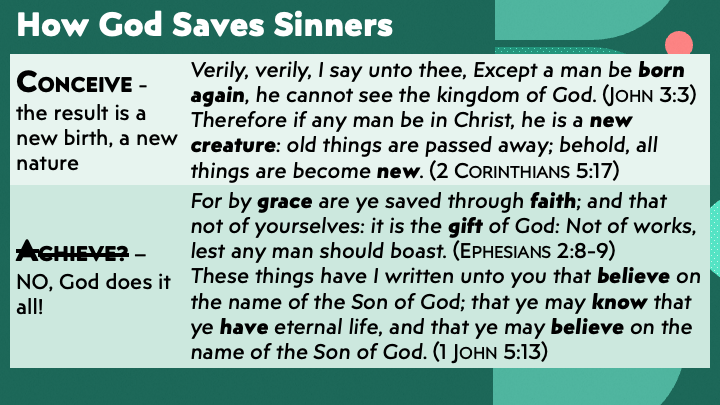 How God Saves Sinners
CONCEIVE -
the result is a
new birth, a new
nature
Verily, verily, I say unto thee, Except a man be born
again, he cannot see the kingdom of God. (JOHN 3:3)
Therefore if any man be in Christ, he is a new
creature: old things are passed away; behold, all
things are become new. (2 CORINTHIANS 5:17)
ACHIEVE? –
NO, God does it
all!
For by grace are ye saved through faith; and that
not of yourselves: it is the gift of God: Not of works,
lest any man should boast. (EPHESIANS 2:8-9)
These things have I written unto you that believe on
the name of the Son of God; that ye may know that
ye have eternal life, and that ye may believe on the
name of the Son of God. (1 JOHN 5:13)